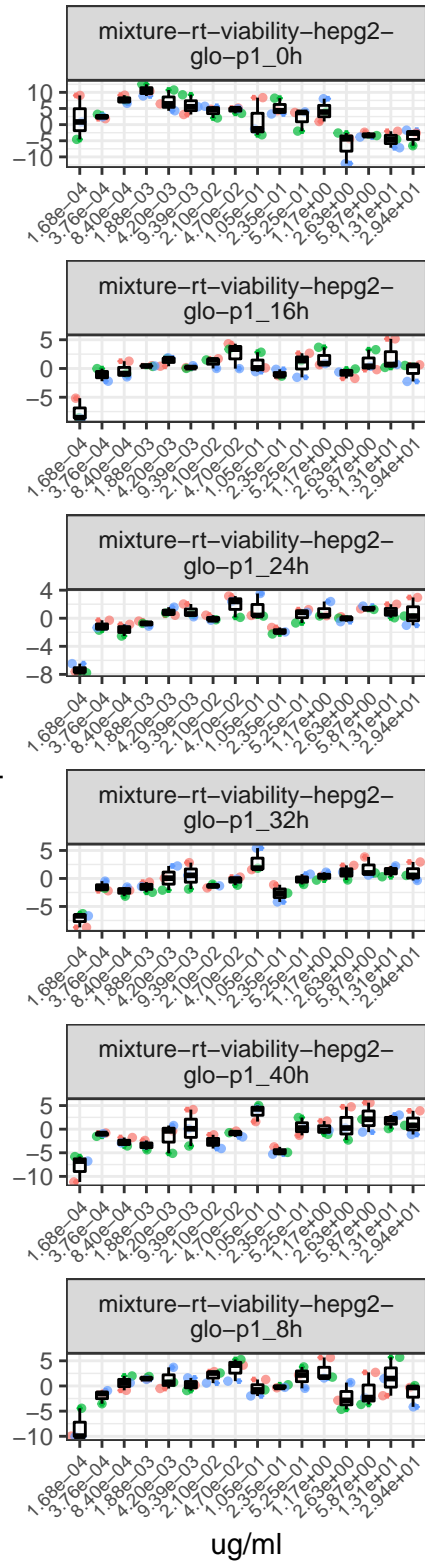 mixture−rt−viability−hepg2−
glo−p1_0h
10
5
0
−5
−10
1.68e−04
3.76e−04
8.40e−04
1.88e−03
4.20e−03
9.39e−03
2.10e−02
4.70e−02
1.05e−01
2.35e−01
5.25e−01
1.17e+00
2.63e+00
5.87e+00
1.31e+01
2.94e+01
mixture−rt−viability−hepg2−
glo−p1_16h
5
0
−5
1.68e−04
3.76e−04
8.40e−04
1.88e−03
4.20e−03
9.39e−03
2.10e−02
4.70e−02
1.05e−01
2.35e−01
5.25e−01
1.17e+00
2.63e+00
5.87e+00
1.31e+01
2.94e+01
mixture−rt−viability−hepg2−
glo−p1_24h
4
0
−4
−8
1.68e−04
3.76e−04
8.40e−04
1.88e−03
4.20e−03
9.39e−03
2.10e−02
4.70e−02
1.05e−01
2.35e−01
5.25e−01
1.17e+00
2.63e+00
5.87e+00
1.31e+01
2.94e+01
mixture−rt−viability−hepg2−
glo−p1_32h
5
0
−5
1.68e−04
3.76e−04
8.40e−04
1.88e−03
4.20e−03
9.39e−03
2.10e−02
4.70e−02
1.05e−01
2.35e−01
5.25e−01
1.17e+00
2.63e+00
5.87e+00
1.31e+01
2.94e+01
mixture−rt−viability−hepg2−
glo−p1_40h
5
0
−5
−10
1.68e−04
3.76e−04
8.40e−04
1.88e−03
4.20e−03
9.39e−03
2.10e−02
4.70e−02
1.05e−01
2.35e−01
5.25e−01
1.17e+00
2.63e+00
5.87e+00
1.31e+01
2.94e+01
mixture−rt−viability−hepg2−
glo−p1_8h
5
0
−5
−10
1.68e−04
3.76e−04
8.40e−04
1.88e−03
4.20e−03
9.39e−03
2.10e−02
4.70e−02
1.05e−01
2.35e−01
5.25e−01
1.17e+00
2.63e+00
5.87e+00
1.31e+01
2.94e+01
ug/ml